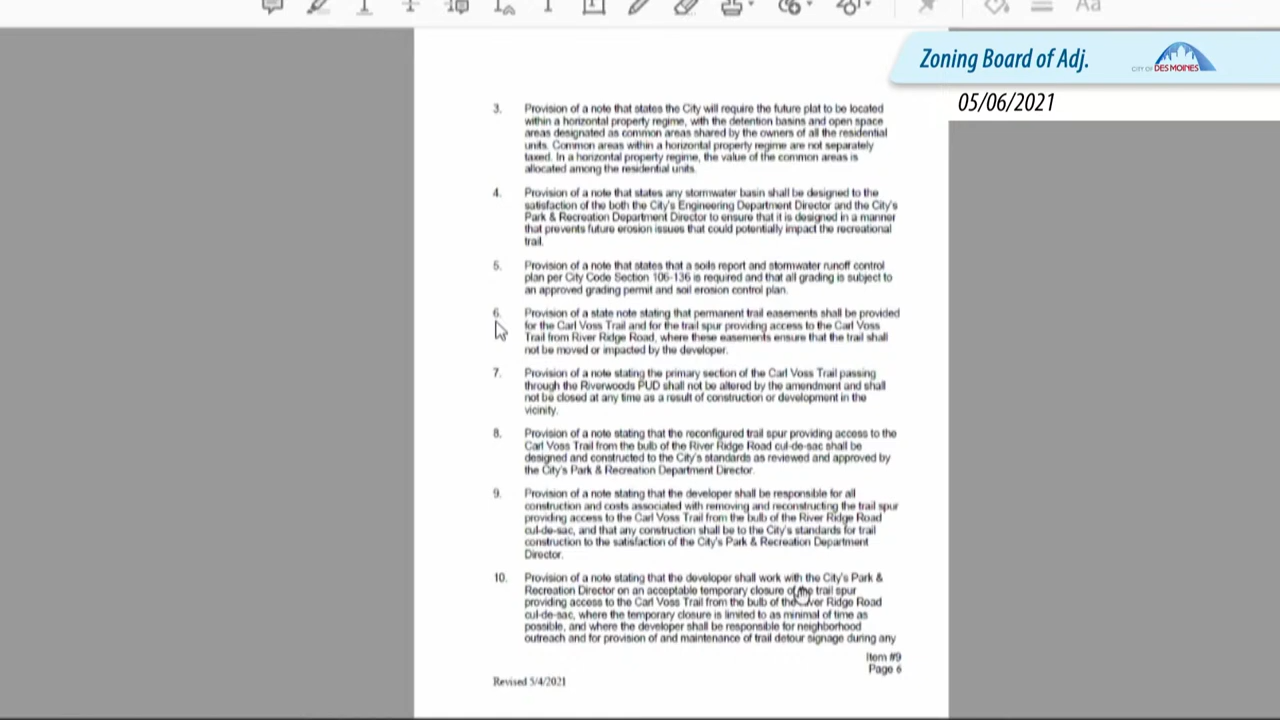 Aa
Zoning Board of Adj.
CITY OF DES MOINES
05/06/2021
3. Provision of a note that states the City will require the future plat to be located
within a horizontal property regime, with the detention basins and open space
areas designated as common areas shared by the owners of all the residential
units. Common areas within a horizontal property regime are not separately
taxed. In a horizontal property regime, the value of the common areas is
allocated among the residential units.
4. Provision of a note that states any stormwater basin shall be designed to the
satisfaction of the both the City's Engineering Department Director and the City's
Park & Recreation Department Director to ensure that it is designed in a manner
that prevents future erosion issues that could potentially impact the recreational
trail.
5. Provision of a note that states that a soils report and stormwater runoff control
plan per City Code Section 106-136 is required and that all grading is subject to
an approved grading permit and soil erosion control plan.
6. Provision of a state note stating that permanent trail easements shall be provided
for the Carl Voss Trail and for the trail spur providing access to the Carl Voss
Trail from River Ridge Road, where these easements ensure that the trail shall
not be moved or impacted by the developer.
7. Provision of a note stating the primary section of the Carl Voss Trail passing
through the Riverwoods PUD shall not be altered by the amendment and shall
not be closed at any time as a result of construction or development in the
vicinity.
8. Provision of a note stating that the reconfigured trail spur providing access to the
Carl Voss Trail from the bulb of the River Ridge Road cul-de-sac shall be
designed and constructed to the City's standards as reviewed and approved by
the City's Park & Recreation Department Director.
9. Provision of a note stating that the developer shall be responsible for all
construction and costs associated with removing and reconstructing the trail spur
providing access to the Carl Voss Trail from the bulb of the River Ridge Road
cul-de-sac, and that any construction shall be to the City's standards for trail
construction to the satisfaction of the City's Park & Recreation Department
Director.
10. Provision of a note stating that the developer shall work with the City's Park &
Recreation Director on an acceptable temporary closure of the trail spur
providing access to the Carl Voss Trail from the bulb of the River Ridge Road
cul-de-sac, where the temporary closure is limited to as minimal of time as
possible, and where the developer shall be responsible for neighborhood
outreach and for provision of and maintenance of trail detour signage during any
Item #9
Page 6
Revised 5/4/2021